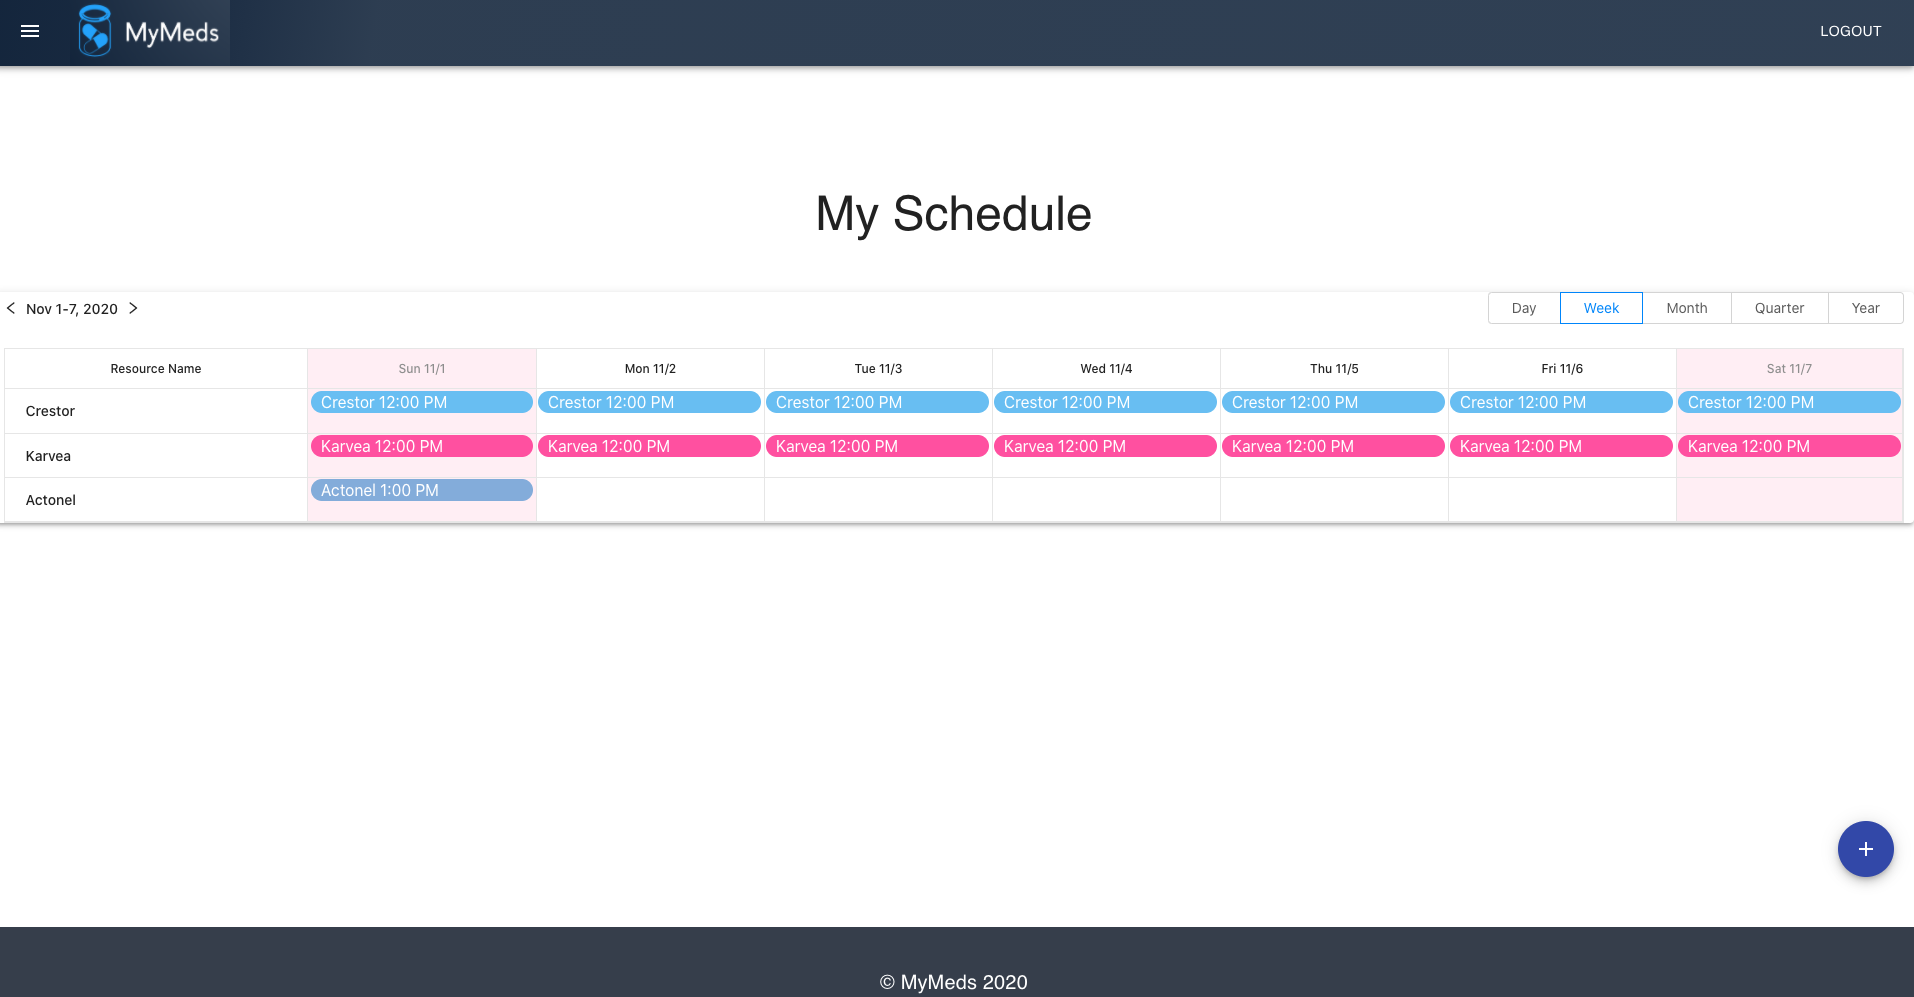 MyMeds
LOGOUT
My Schedule
Nov 1-7, 2020
Day Week Month Quarter Year
Resource Name Sun 11/1 Mon 11/2 Tue 11/3 Wed 11/4 Thu 11/5 Fri 11/6 Sat 11/7
Crestor Crestor 12:00 PM Crestor 12:00 PM Crestor 12:00 PM Crestor 12:00 PM Crestor 12:00 PM Crestor 12:00 PM Crestor 12:00 PM
Karvea Karvea 12:00 PM Karvea 12:00 PM Karvea 12:00 PM Karvea 12:00 PM Karvea 12:00 PM Karvea 12:00 PM Karvea 12:00 PM
Actonel Actonel 1:00 PM
© MyMeds 2020